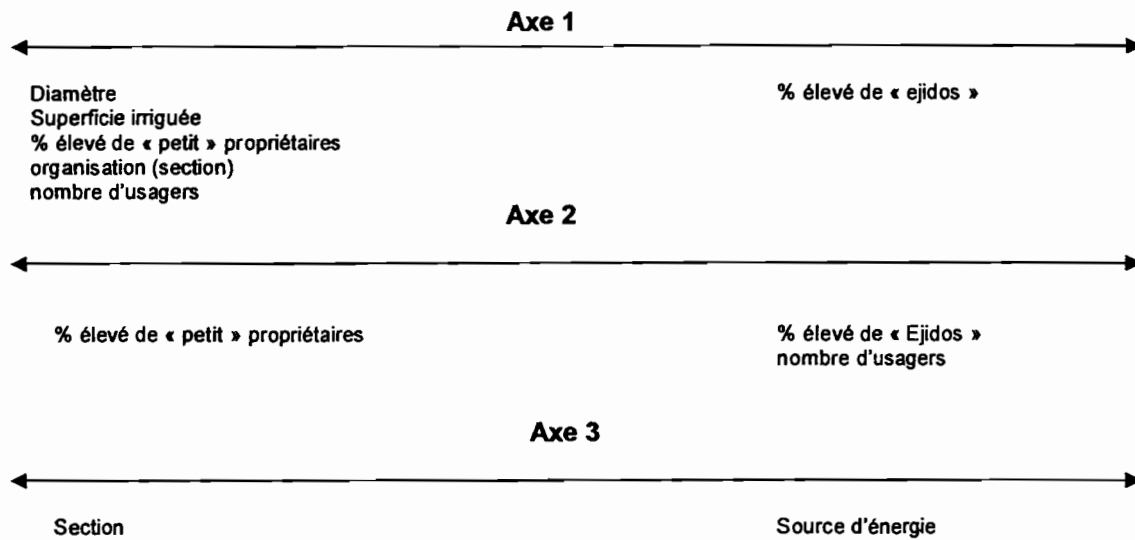 Axe 1
Diamètre
Superficie irriguée
% élevé de « petit » propriétaires
organisation (section)
nombre d'usagers
% élevé de « ejidos »
Axe 2
% élevé de « petit » propriétaires
% élevé de « Ejidos »
nombre d'usagers
Axe 3
Section
Source d'énergie